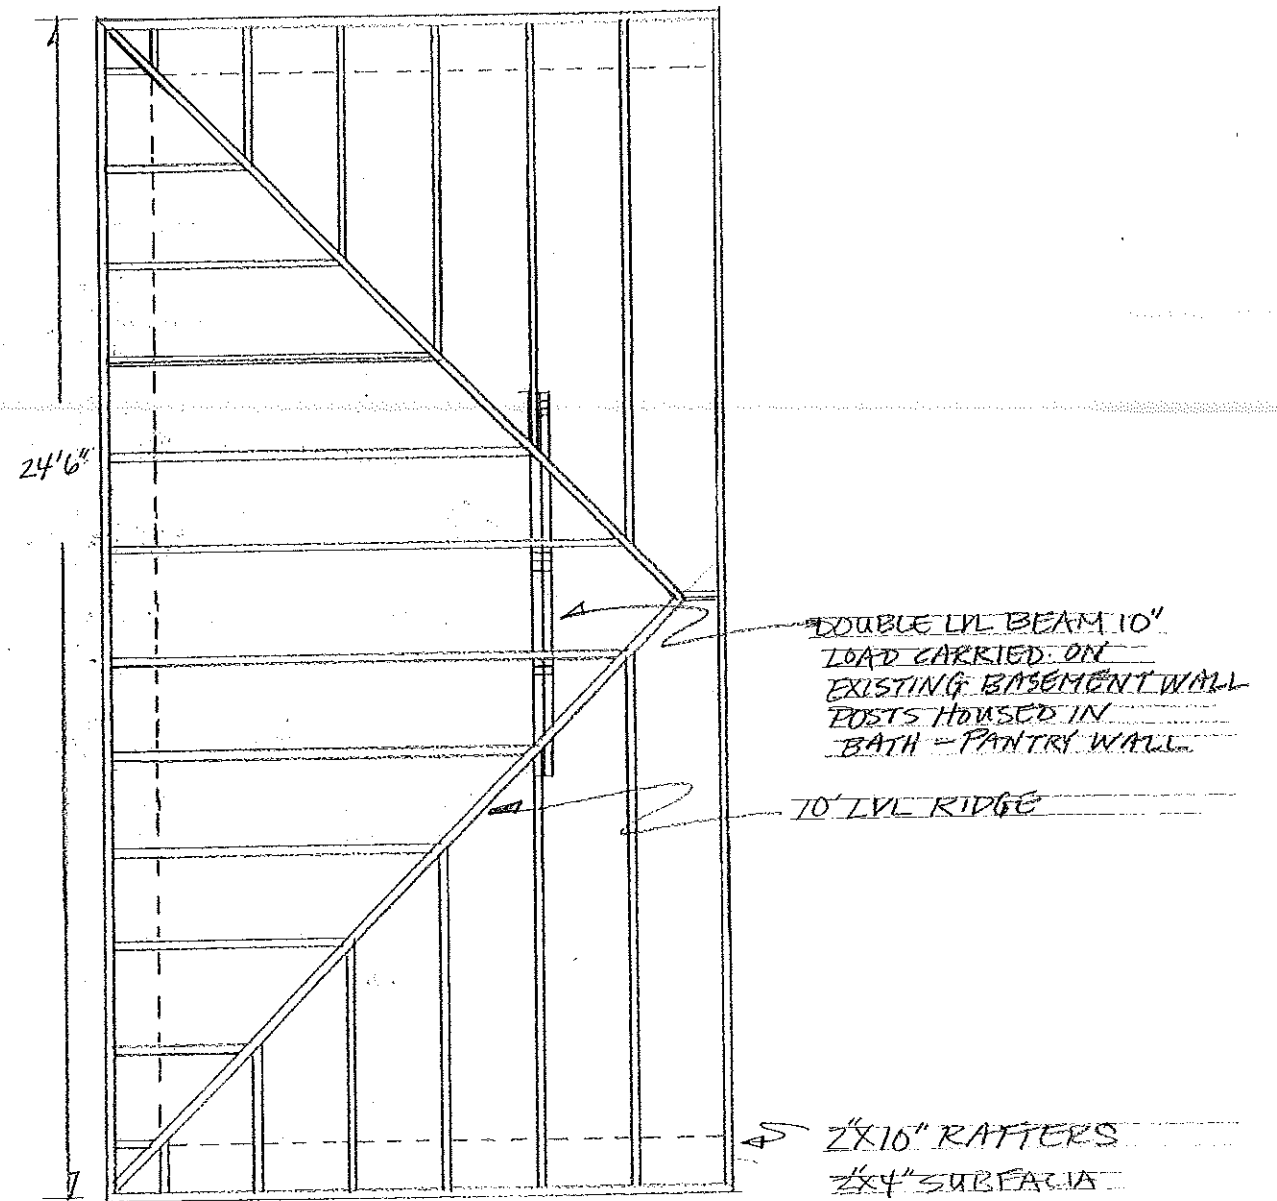 24'6"
DOUBLE LVL BEAM 10"
LOAD CARRIED ON
EXISTING BASEMENT WALL
POSTS HOUSED IN
BATH - PANTRY WALL
10' LVL RIDGE
2"X10" RAFTERS
2"X4" SUBFACIA